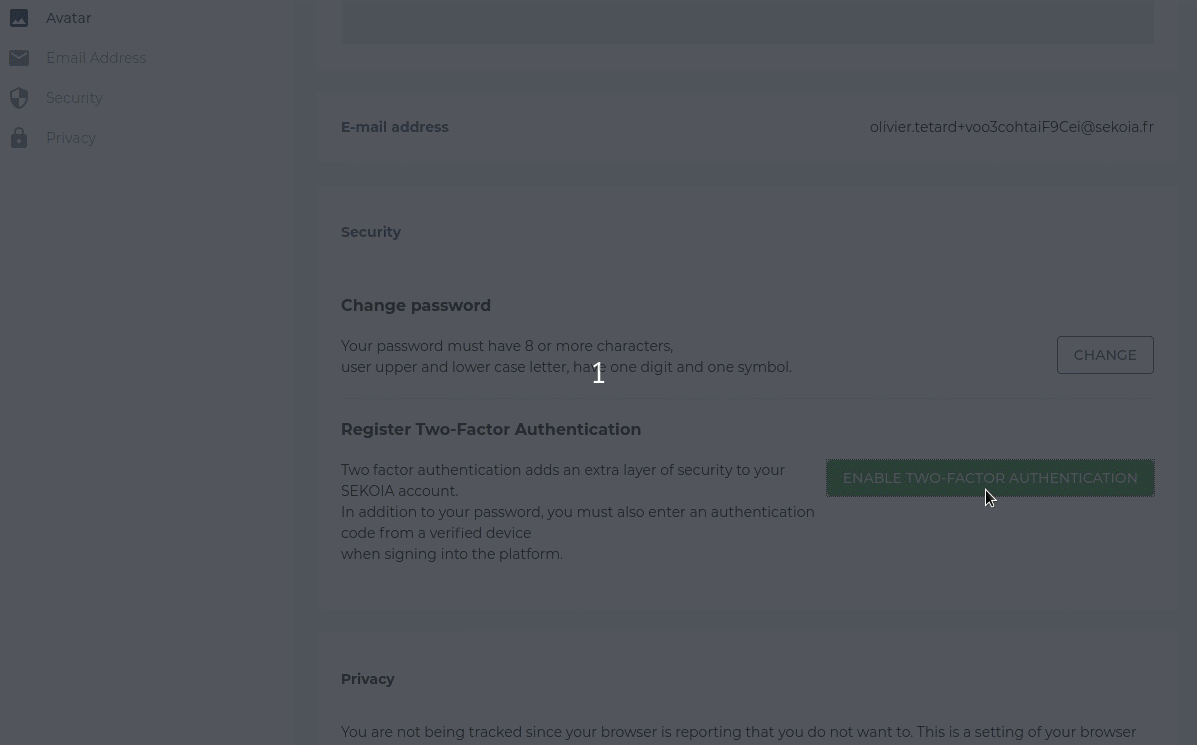 Avatar
Email Address
Security
Privacy
E-mail address
olivier.tetard+voo3cohtaiF9Cei@sekoia.fr
Security
Change password
Your password must have 8 or more characters,
user upper and lower case letter, have one digit and one symbol.
CHANGE
1
Register Two-Factor Authentication
Two factor authentication adds an extra layer of security to your
SEKOIA account.
In addition to your password, you must also enter an authentication
code from a verified device
when signing into the platform.
ENABLE TWO-FACTOR AUTHENTICATION
Privacy
You are not being tracked since your browser is reporting that you do not want to. This is a setting of your browser